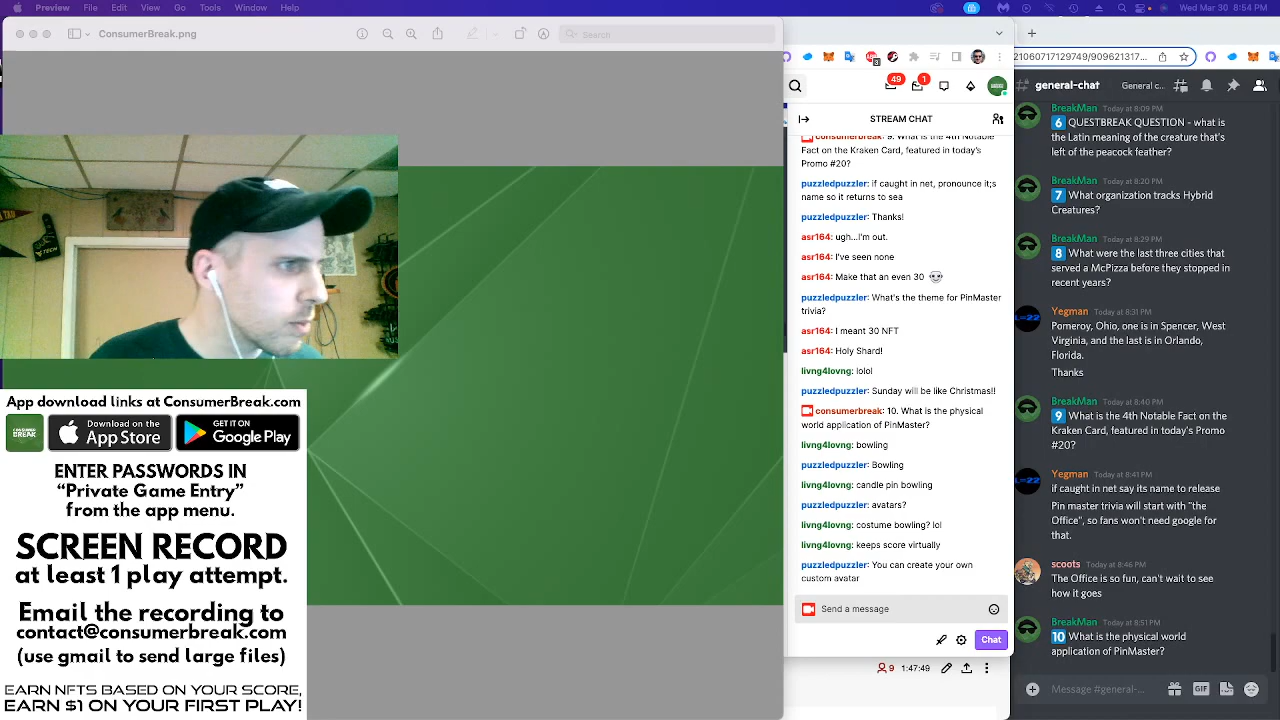 Preview File Edit View Go Tools Window Help
Wed Mar 30 8:54 PM
ConsumerBreak.png
Search
TECH
App download links at ConsumerBreak.com
CONSUMER
BREAK
Download on the
App Store
GET IT ON
Google Play
ENTER PASSWORDS IN
“Private Game Entry”
from the app menu.
SCREEN RECORD
at least 1 play attempt.
Email the recording to
contact@consumerbreak.com
(use gmail to send large files)
EARN NFTS BASED ON YOUR SCORE,
EARN $1 ON YOUR FIRST PLAY!
49
1
STREAM CHAT
consumerbreak: 9. What is the 4th Notable
Fact on the Kraken Card, featured in today's
Promo #20?
puzzledpuzzler: if caught in net, pronounce it;s
name so it returns to sea
puzzledpuzzler: Thanks!
asr164: ugh...I'm out.
asr164: I've seen none
asr164: Make that an even 30
puzzledpuzzler: What's the theme for PinMaster
trivia?
asr164: I meant 30 NFT
asr164: Holy Shard!
livng4lovng: lolol
puzzledpuzzler: Sunday will be like Christmas!!
consumerbreak: 10. What is the physical
world application of PinMaster?
livng4lovng: bowling
puzzledpuzzler: Bowling
livng4lovng: candle pin bowling
puzzledpuzzler: avatars?
livng4lovng: costume bowling? lol
livng4lovng: keeps score virtually
puzzledpuzzler: You can create your own
custom avatar
Send a message
Chat
9 1:47:49
21060717129749/909621317...
general-chat General c...
BreakMan Today at 8:09 PM
6 QUESTBREAK QUESTION - what is
the Latin meaning of the creature that's
left of the peacock theater?
BreakMan Today at 8:20 PM
7 What organization tracks Hybrid
Creatures?
BreakMan Today at 8:29 PM
8 What were the last three cities that
served a McPizza before they stopped in
recent years?
Yegman Today at 8:31 PM
Pomeroy, Ohio, one is in Spencer, West
Virginia, and the last in Orlando,
Florida.
Thanks
BreakMan Today at 8:40 PM
9 What is the 4th Notable Fact on the
Kraken Card, featured in today's Promo
#20?
Yegman Today at 8:41 PM
if caught in net say its name to release
Pin master trivia will start with "the
Office", so fans won't need google for
that.
scoots Today at 8:46 PM
The Office is so fun, can't wait to see
how it goes
BreakMan Today at 8:51 PM
10 What is the physical world
application of PinMaster?
Message #general-...
GIF